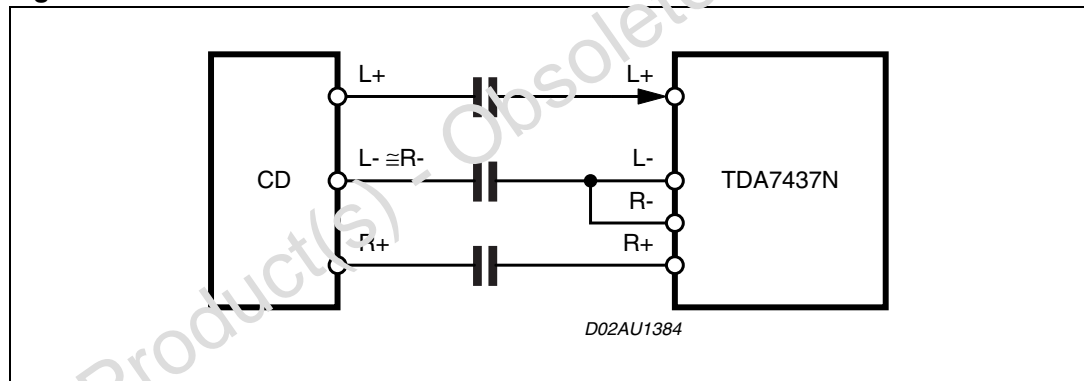 L+
L+
L- ≅R-
L-
CD
TDA7437N
R-
R+
R+
D02AU1384
Product(s) - Obsolete